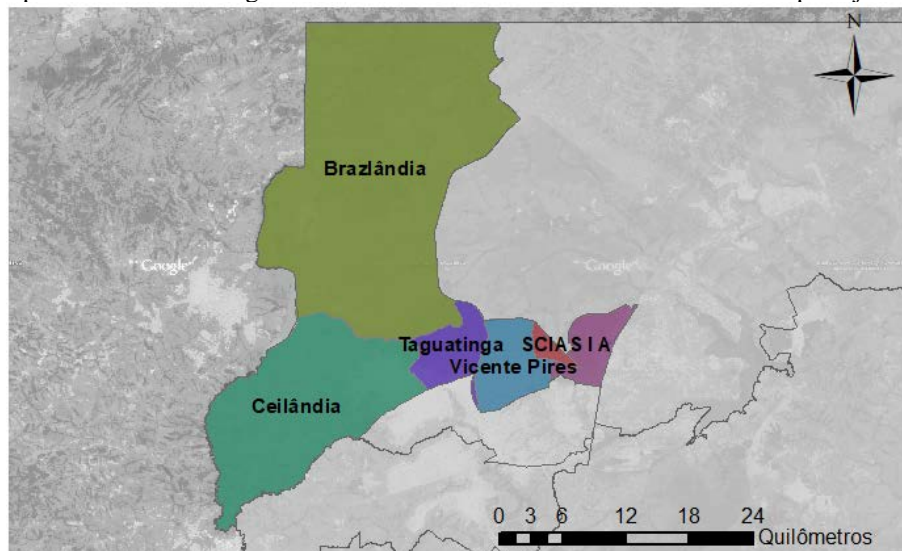 N
Brazlândia
Google
Google
Taguatinga SCIA S I A
Vicente Pires
Ceilândia
0 3 6 12 18 24
Quilômetros